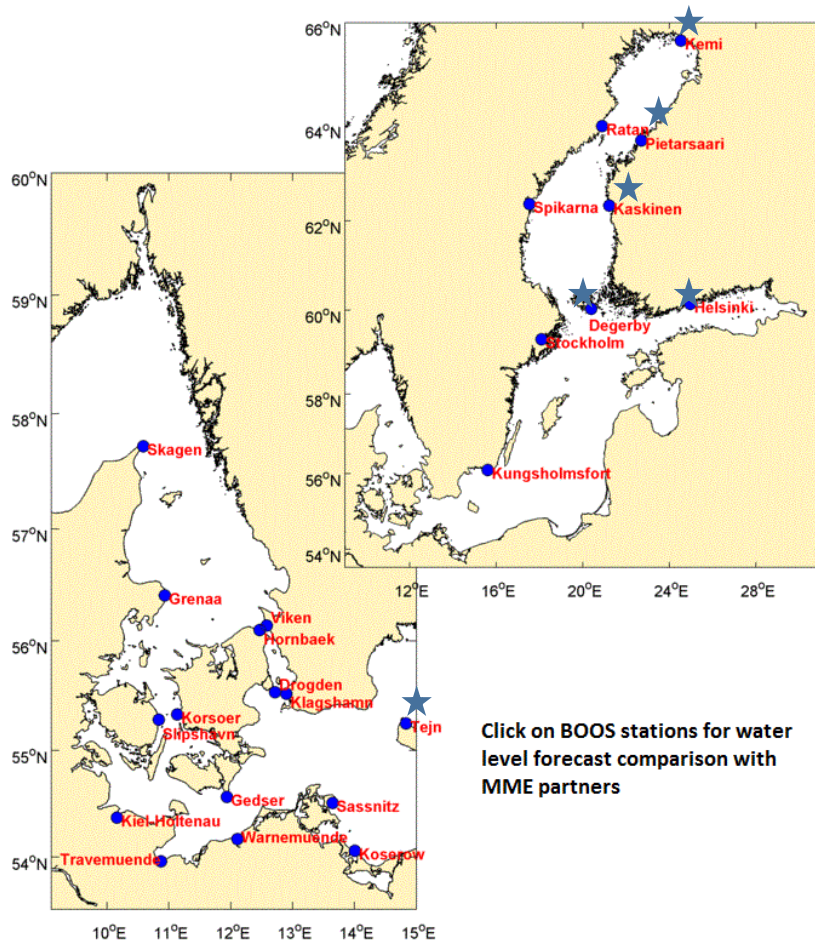 66°N
Kemi
64°N
Ratan
Pietarsaari
60°N
Spikarna
Kaskinen
62°N
59°N
60°N
Helsinki
Degerby
Stockholm
58°N
58°N
Skagen
Kungsholmsfort
56°N
57°N
54°N
12°E
16°E
20°E
24°E
28°E
Grenaa
Viken
56°N
Hornbaek
Drogden
Klagshamn
Korsoer
Tejn
Slipshavn
55°N
Click on BOOS stations for water
level forecast comparison with
MME partners
Gedser
Sassnitz
Kiel-Holtenau
Warnemuende
Koserow
Travemuende
54°N
10°E
11°E
12°E
13°E
14°E
15°E